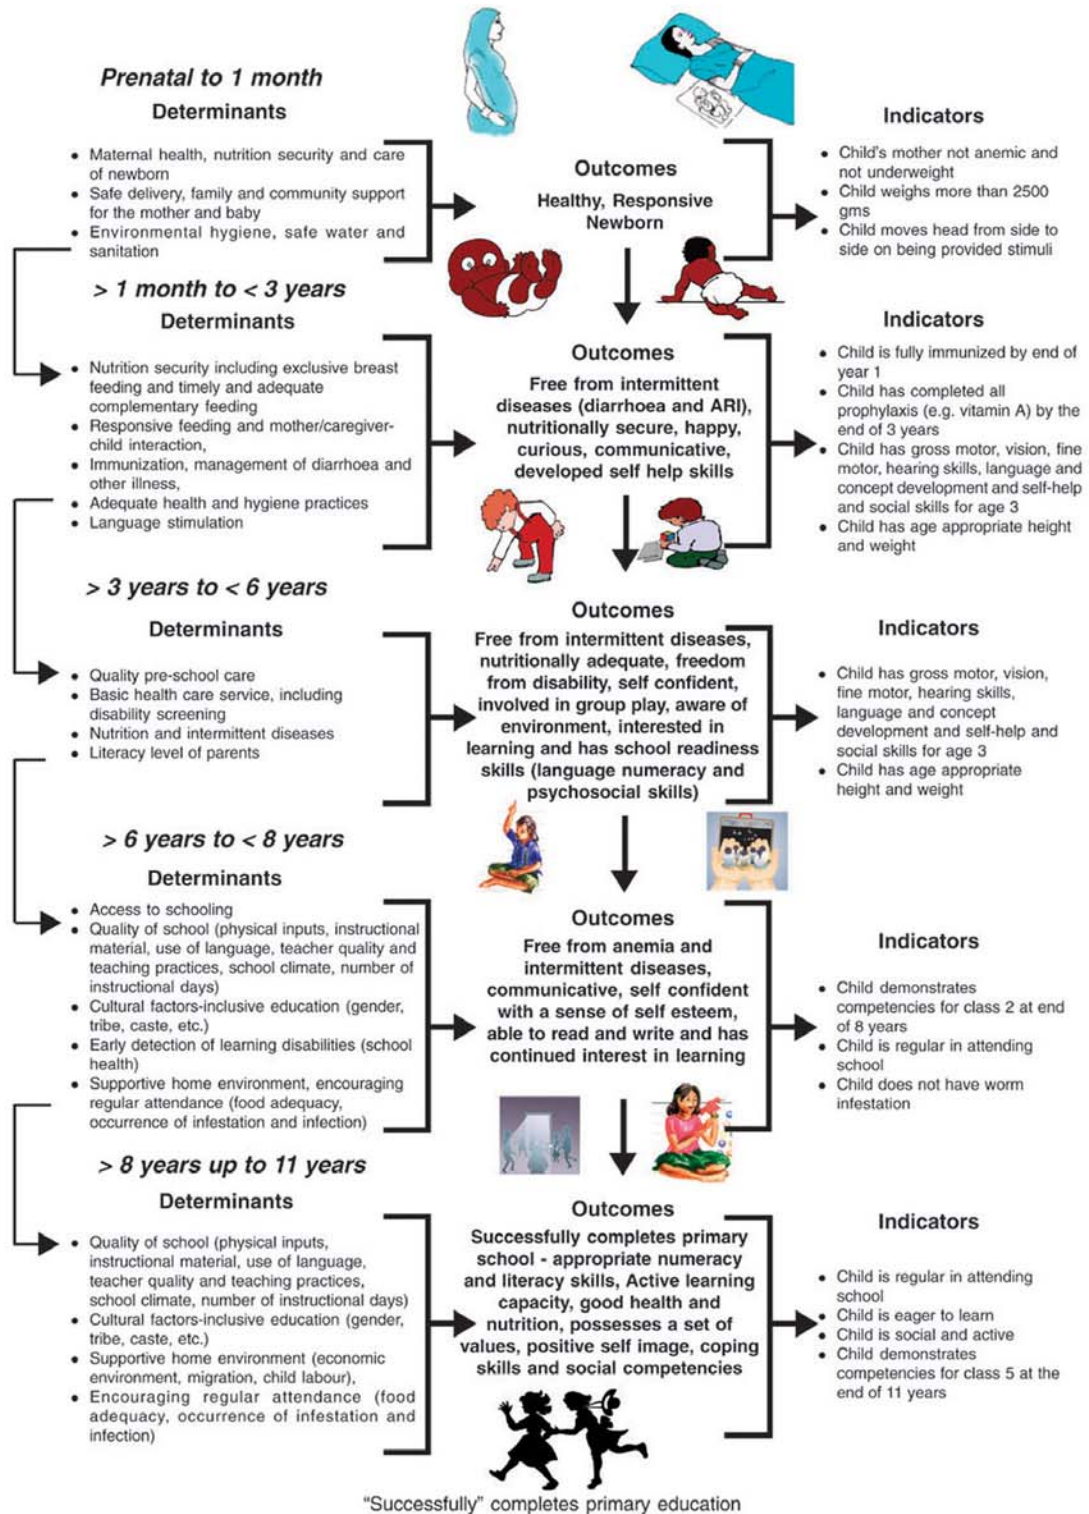 Prenatal to 1 month
Determinants
• Maternal health, nutrition security and care
of newborn
• Safe delivery, family and community support
for the mother and baby
• Environmental hygiene, safe water and
sanitation
Outcomes
Healthy, Responsive
Newborn
Indicators
• Child's mother not anemic and
not underweight
• Child weighs more than 2500
gms
• Child moves head from side to
side on being provided stimuli
> 1 month to < 3 years
Determinants
• Nutrition security including exclusive breast
feeding and timely and adequate
complementary feeding
• Responsive feeding and mother/caregiver-
child interaction,
• Immunization, management of diarrhoea and
other illness,
• Adequate health and hygiene practices
• Language stimulation
Outcomes
Free from intermittent
diseases (diarrhoea and ARI),
nutritionally secure, happy,
curious, communicative,
developed self help skills
Indicators
• Child is fully immunized by end of
year 1
• Child has completed all
prophylaxis (e.g. vitamin A) by the
end of 3 years
• Child has gross motor, vision, fine
motor, hearing skills, language and
concept development and self-help
and social skills for age 3
• Child has age appropriate height
and weight
> 3 years to < 6 years
Determinants
• Quality pre-school care
• Basic health care service, including
disability screening
• Nutrition and intermittent diseases
• Literacy level of parents
Outcomes
Free from intermittent diseases,
nutritionally adequate, freedom
from disability, self confident,
involved in group play, aware of
environment, interested in
learning and has school readiness
skills (language numeracy and
psychosocial skills)
Indicators
• Child has gross motor, vision,
fine motor, hearing skills,
language and concept
development and self-help and
social skills for age 3
• Child has age appropriate
height and weight
> 6 years to < 8 years
Determinants
• Access to schooling
• Quality of school (physical inputs, instructional
material, use of language, teacher quality and
teaching practices, school climate, number of
instructional days)
• Cultural factors-inclusive education (gender,
tribe, caste, etc.)
• Early detection of learning disabilities (school
health)
• Supportive home environment, encouraging
regular attendance (food adequacy,
occurrence of infestation and infection)
Outcomes
Free from anemia and
intermittent diseases,
communicative, self confident
with a sense of self esteem,
able to read and write and has
continued interest in learning
Indicators
• Child demonstrates
competencies for class 2 at end
of 8 years
• Child is regular in attending
school
• Child does not have worm
infestation
> 8 years up to 11 years
Determinants
• Quality of school (physical inputs,
instructional material, use of language,
teacher quality and teaching practices,
school climate, number of instructional days)
• Cultural factors-inclusive education (gender,
tribe, caste, etc.)
• Supportive home environment (economic
environment, migration, child labour),
• Encouraging regular attendance (food
adequacy, occurrence of infestation and
infection)
Outcomes
Successfully completes primary
school - appropriate numeracy
and literacy skills, Active learning
capacity, good health and
nutrition, possesses a set of
values, positive self image, coping
skills and social competencies
Indicators
• Child is regular in attending
school
• Child is eager to learn
• Child is social and active
• Child demonstrates
competencies for class 5 at the
end of 11 years
"Successfully" completes primary education